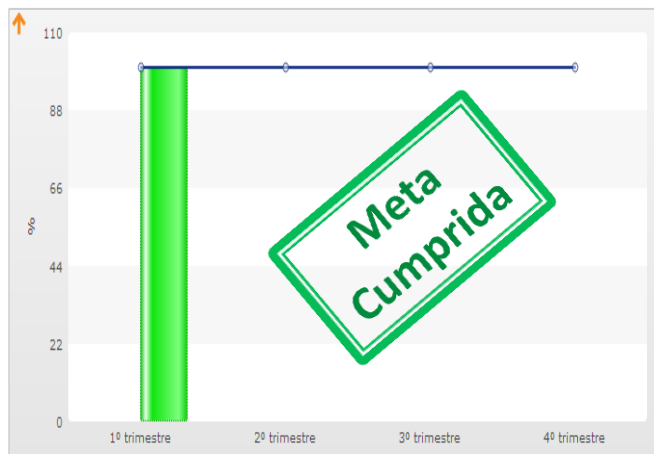 110
88
66
%
44
22
0
1º trimestre
2º trimestre
3º trimestre
4º trimestre
Meta
Cumprida